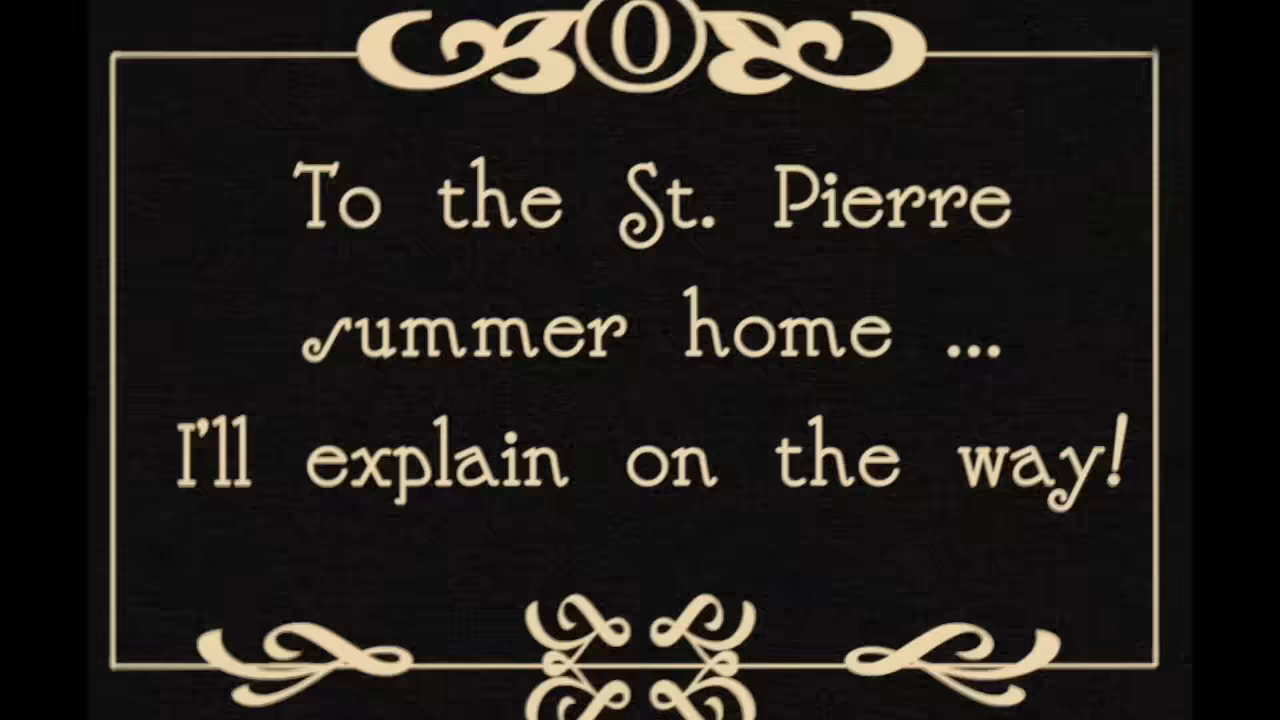 O
To the St. Pierre
summer home ...
I'll explain on the way!